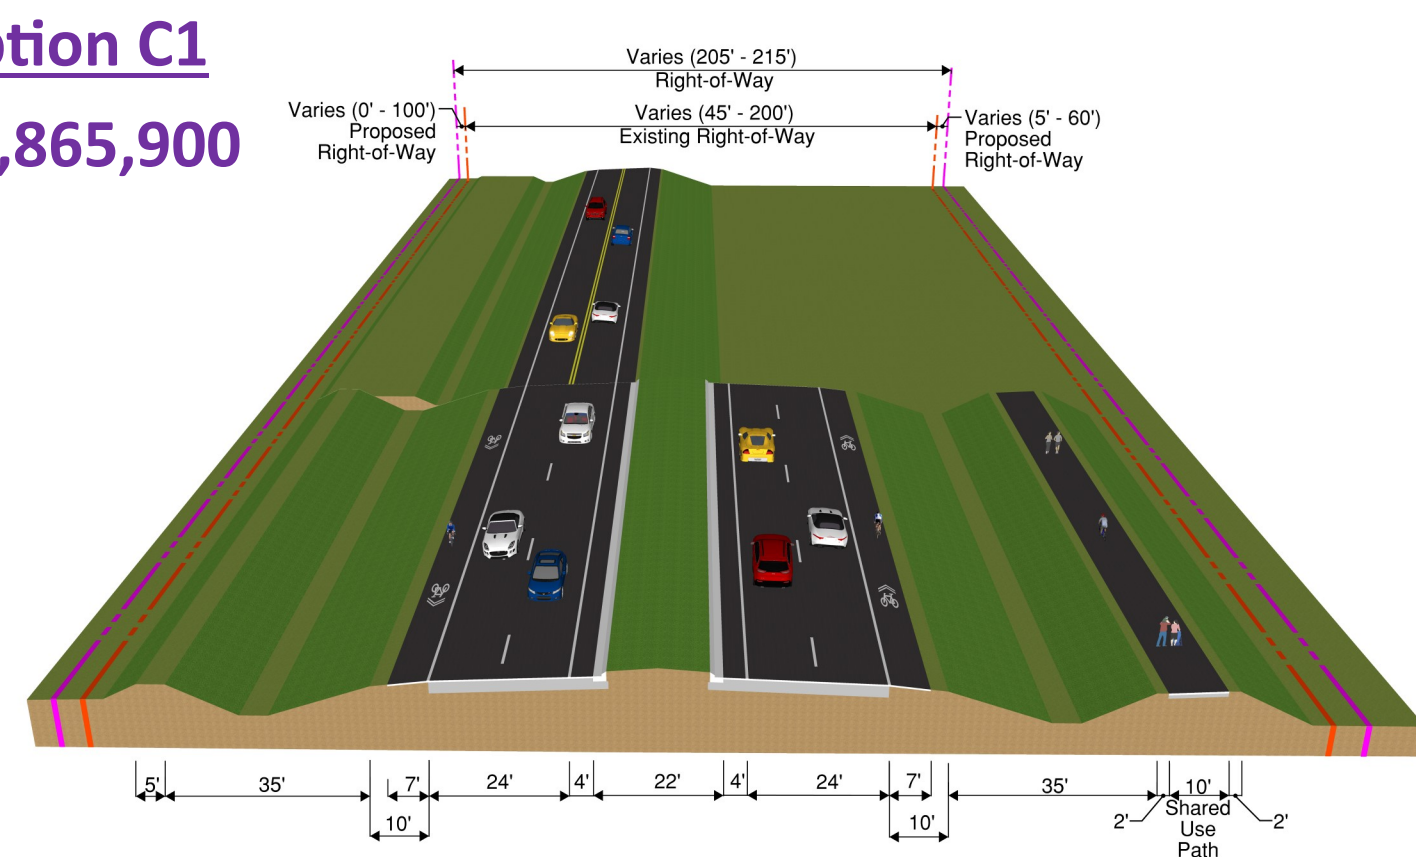 ption C1
,865,900
Varies (205' - 215')
Right-of-Way
Varies (0' - 100')
Proposed
Right-of-Way
Varies (45' - 200')
Existing Right-of-Way
Varies (5' - 60')
Proposed
Right-of-Way
5' 35' 7' 24' 4' 22' 4' 24' 7' 35' 10'
10' 10' 2' Shared 2'
Use
Path